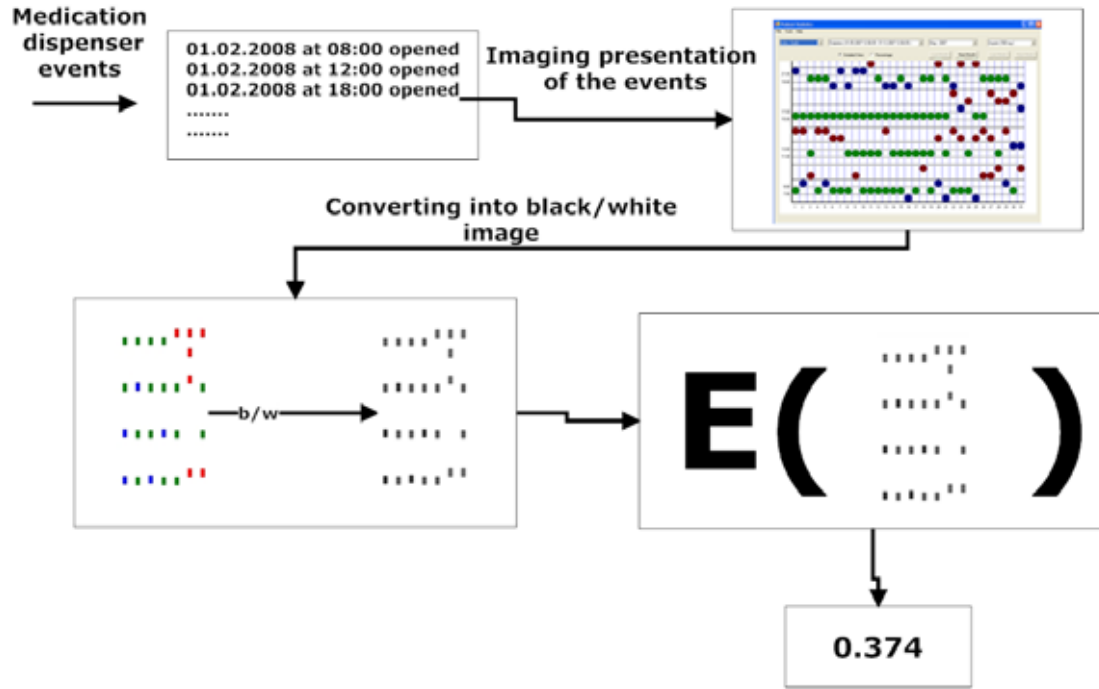 Medication
dispenser
events
01.02.2008 at 08:00 opened
01.02.2008 at 12:00 opened
01.02.2008 at 18:00 opened
.......
.......
Imaging presentation
of the events
Converting into black/white
image
b/w
E( )
0.374